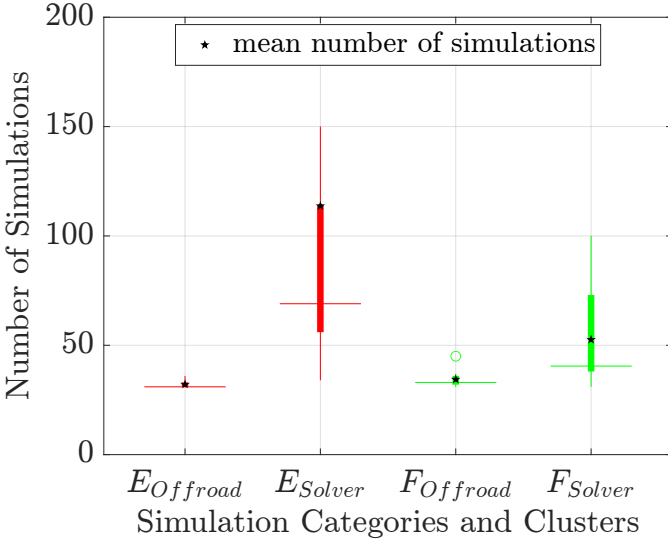 200
★ mean number of simulations
150
100
50
0
Number of Simulations
E_Offroad E_Solver F_Offroad F_Solver
Simulation Categories and Clusters